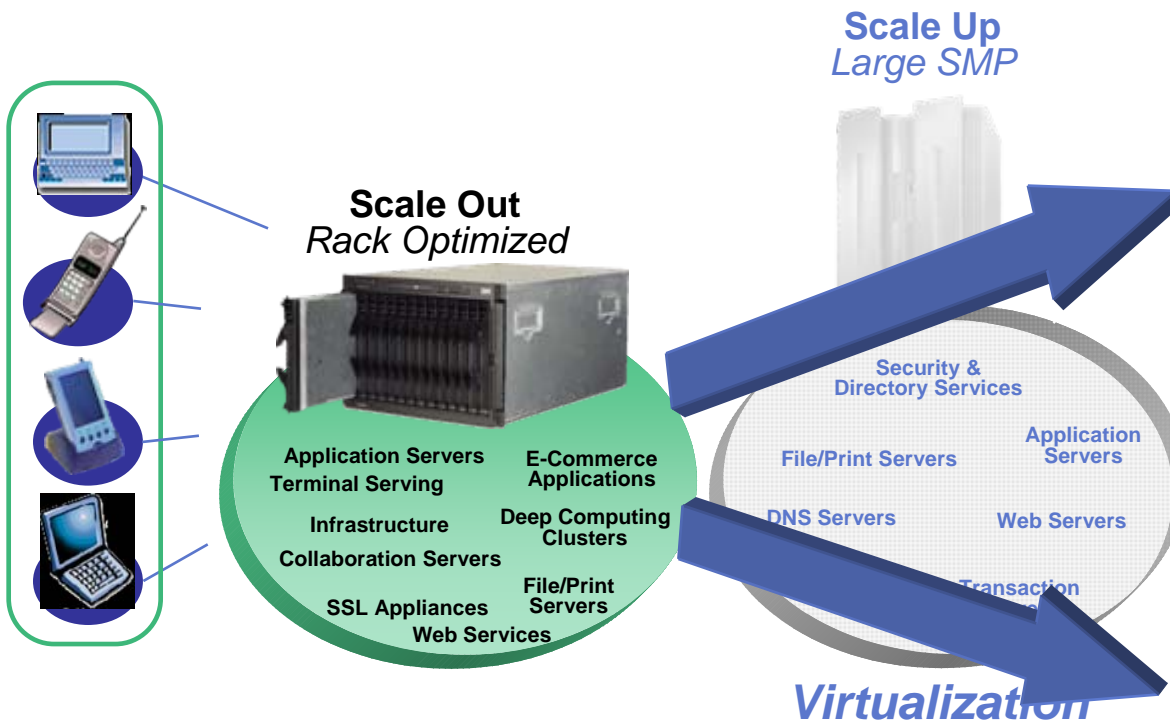 Scale Up
Large SMP
Scale Out
Rack Optimized
Application Servers
Terminal Serving
Infrastructure
Collaboration Servers
SSL Appliances
Web Services
E-Commerce
Applications
Deep Computing
Clusters
File/Print
Servers
Security &
Directory Services
Application
Servers
File/Print Servers
DNS Servers
Web Servers
Transaction
Virtualization